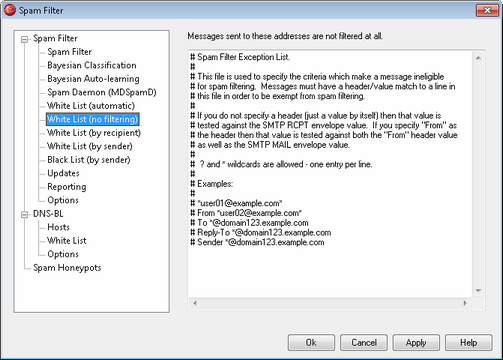 Spam Filter
Spam Filter
Spam Filter
Bayesian Classification
Bayesian Auto-learning
Spam Daemon (MDSpamD)
White List (automatic)
White List (no filtering)
White List (by recipient)
White List (by sender)
Black List (by sender)
Updates
Reporting
Options
DNS-BL
Hosts
White List
Options
Spam Honeypots
Messages sent to these addresses are not filtered at all.
# Spam Filter Exception List.
#
# This file is used to specify the criteria which make a message ineligible
# for spam filtering.  Messages must have a header/value match to a line in
# this file in order to be exempt from spam filtering.
#
# If you do not specify a header (just a value by itself) then that value is
# tested against the SMTP RCPT envelope value.  If you specify "From" as
# the header then that value is tested against both the "From" header value
# as well as the SMTP MAIL envelope value.
#
#  ? and * wildcards are allowed - one entry per line.
#
# Examples:
#
# *user01@example.com*
# From *user02@example.com*
# To *@domain123.example.com
# Reply-To *@domain123.example.com
# Sender *@domain123.example.com
Ok
Cancel
Apply
Help